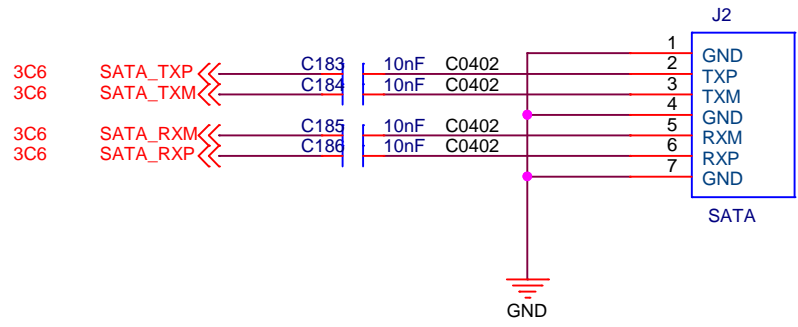 J2
1 GND
3C6 SATA_TXP C183 10nF C0402 2 TXP
3C6 SATA_TXM C184 10nF C0402 3 TXM
4 GND
3C6 SATA_RXM C185 10nF C0402 5 RXM
3C6 SATA_RXP C186 10nF C0402 6 RXP
7 GND
SATA
GND